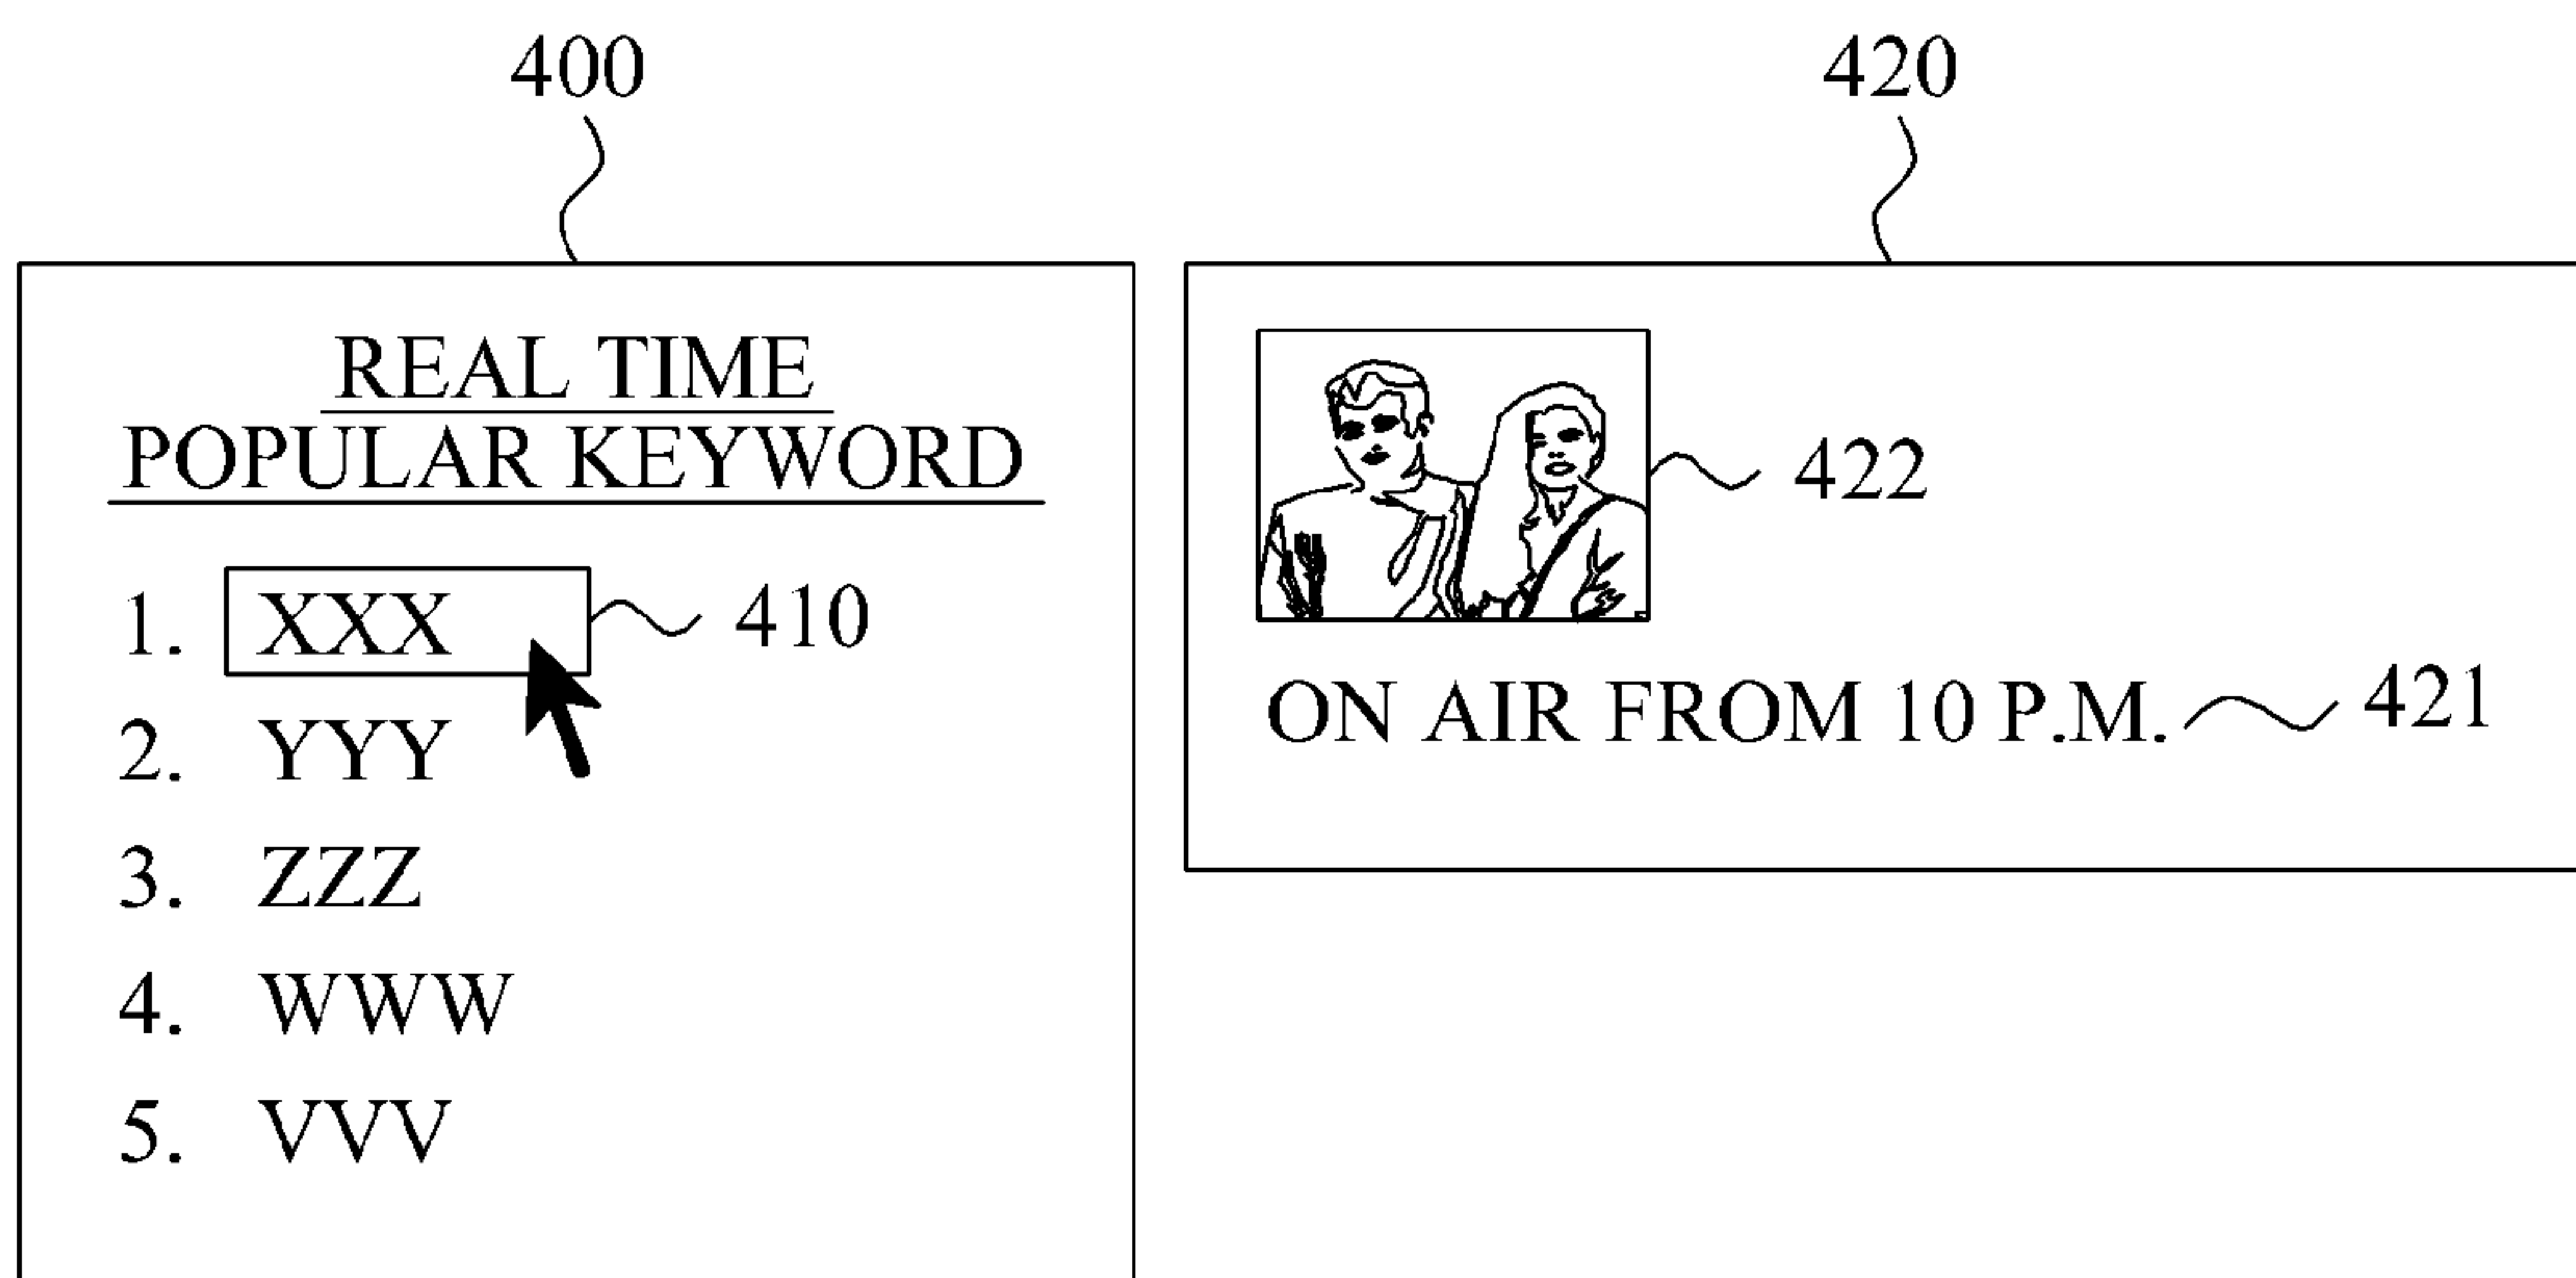 400
420
REAL TIME
POPULAR KEYWORD
1. XXX
410
2. YYY
3. ZZZ
4. WWW
5. VVV
422
ON AIR FROM 10 P.M.
421